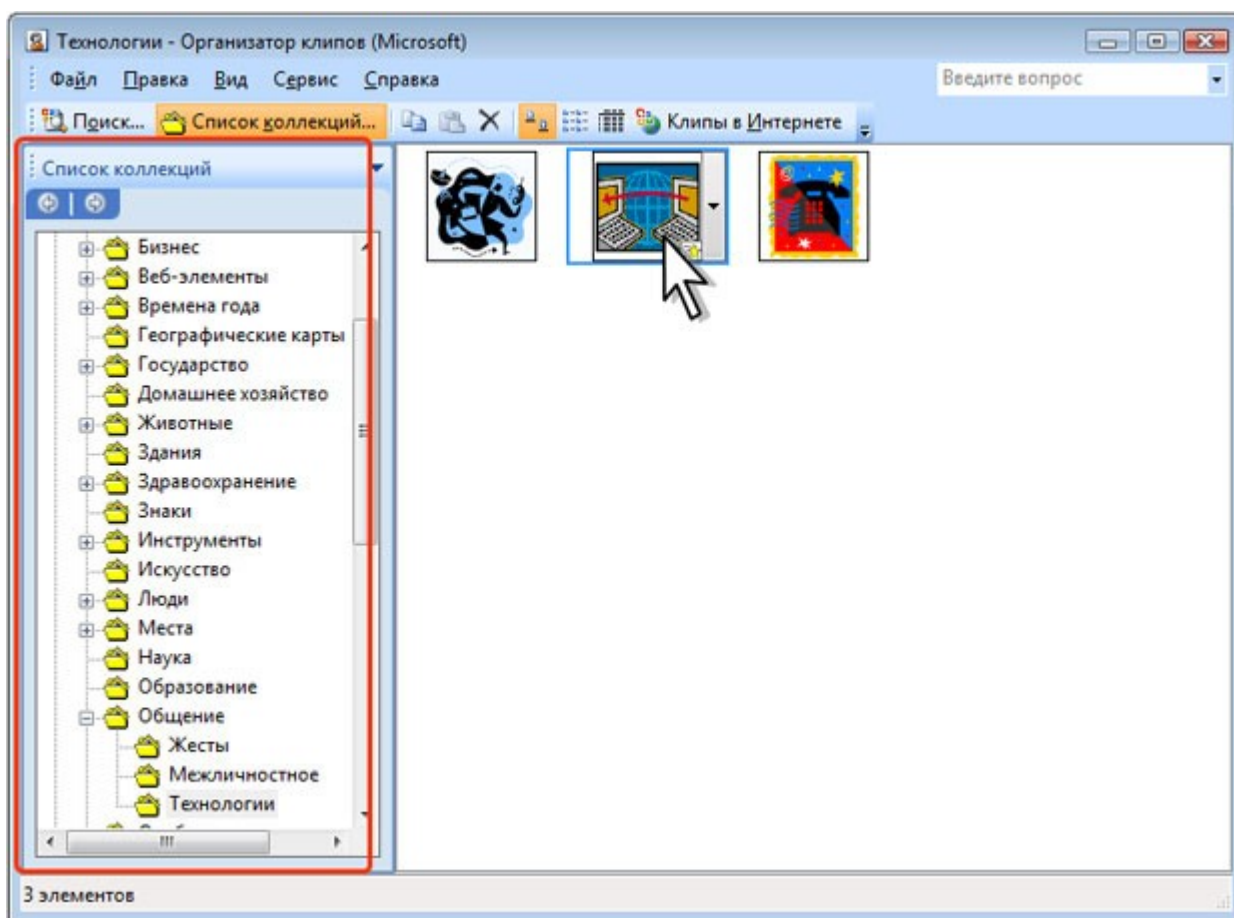 Технологии - Организатор клипов (Microsoft)
Файл Правка Вид Сервис Справка Введите вопрос
Поиск... Список коллекций... Клипы в Интернете
Список коллекций
Бизнес
Веб-элементы
Времена года
Географические карты
Государство
Домашнее хозяйство
Животные
Здания
Здравоохранение
Знаки
Инструменты
Искусство
Люди
Места
Наука
Образование
Общение
Жесты
Межличностное
Технологии
3 элементов